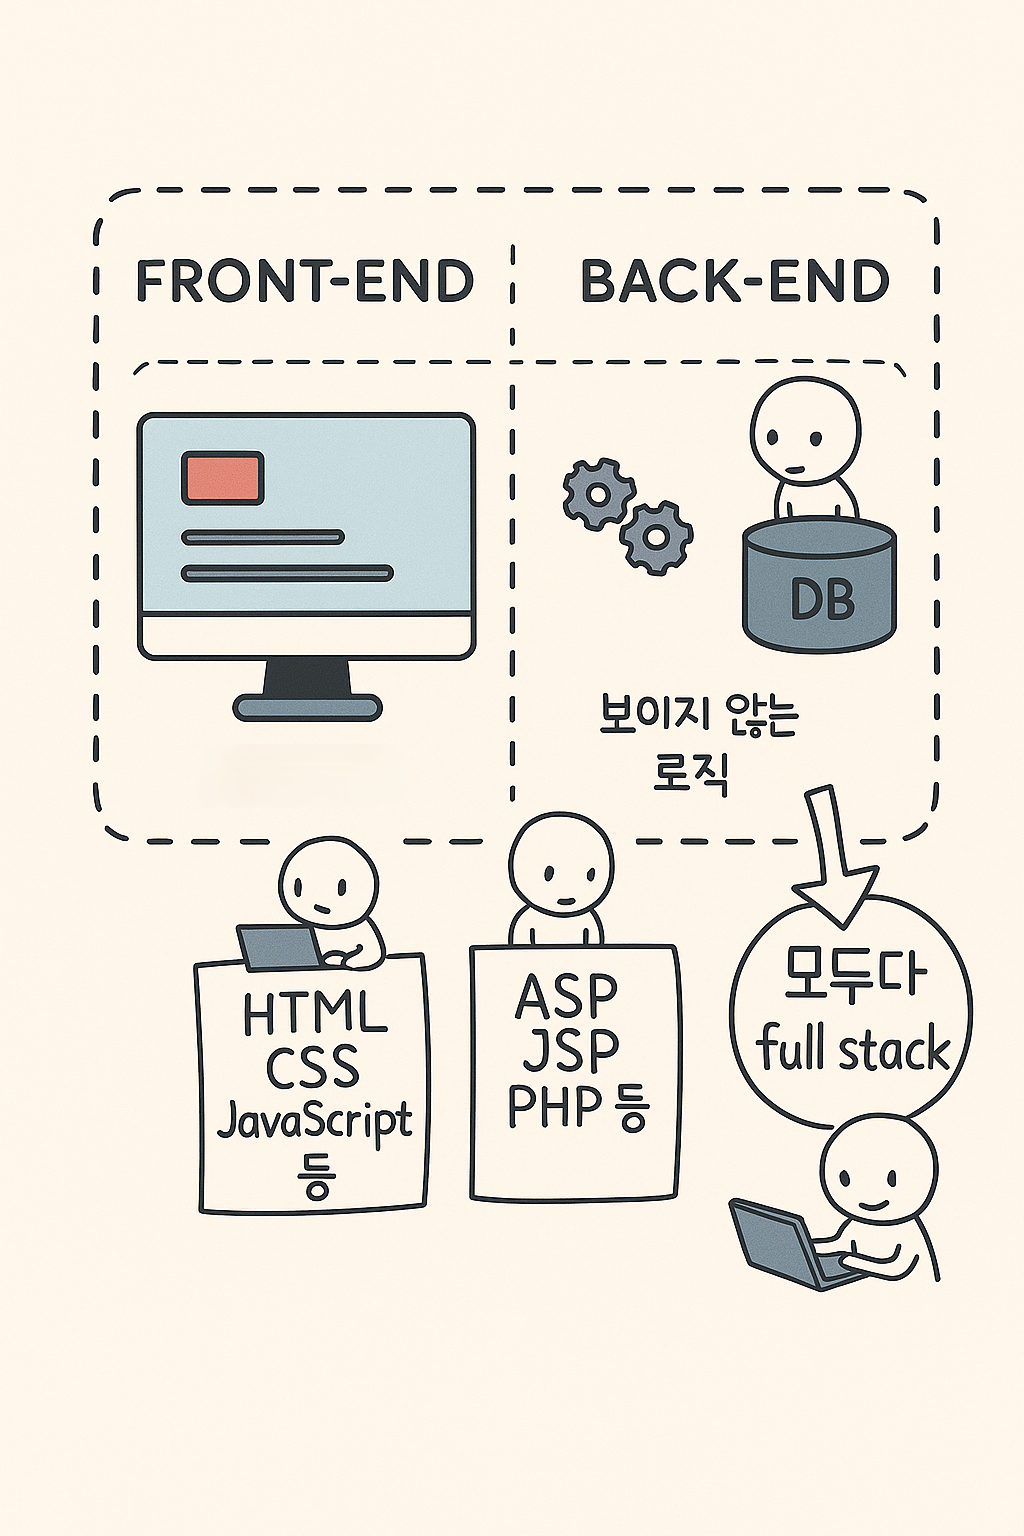 FRONT-END
BACK-END
DB
보이지 않는
로직
HTML
CSS
JavaScript
등
ASP
JSP
PHP 등
모두다
full stack